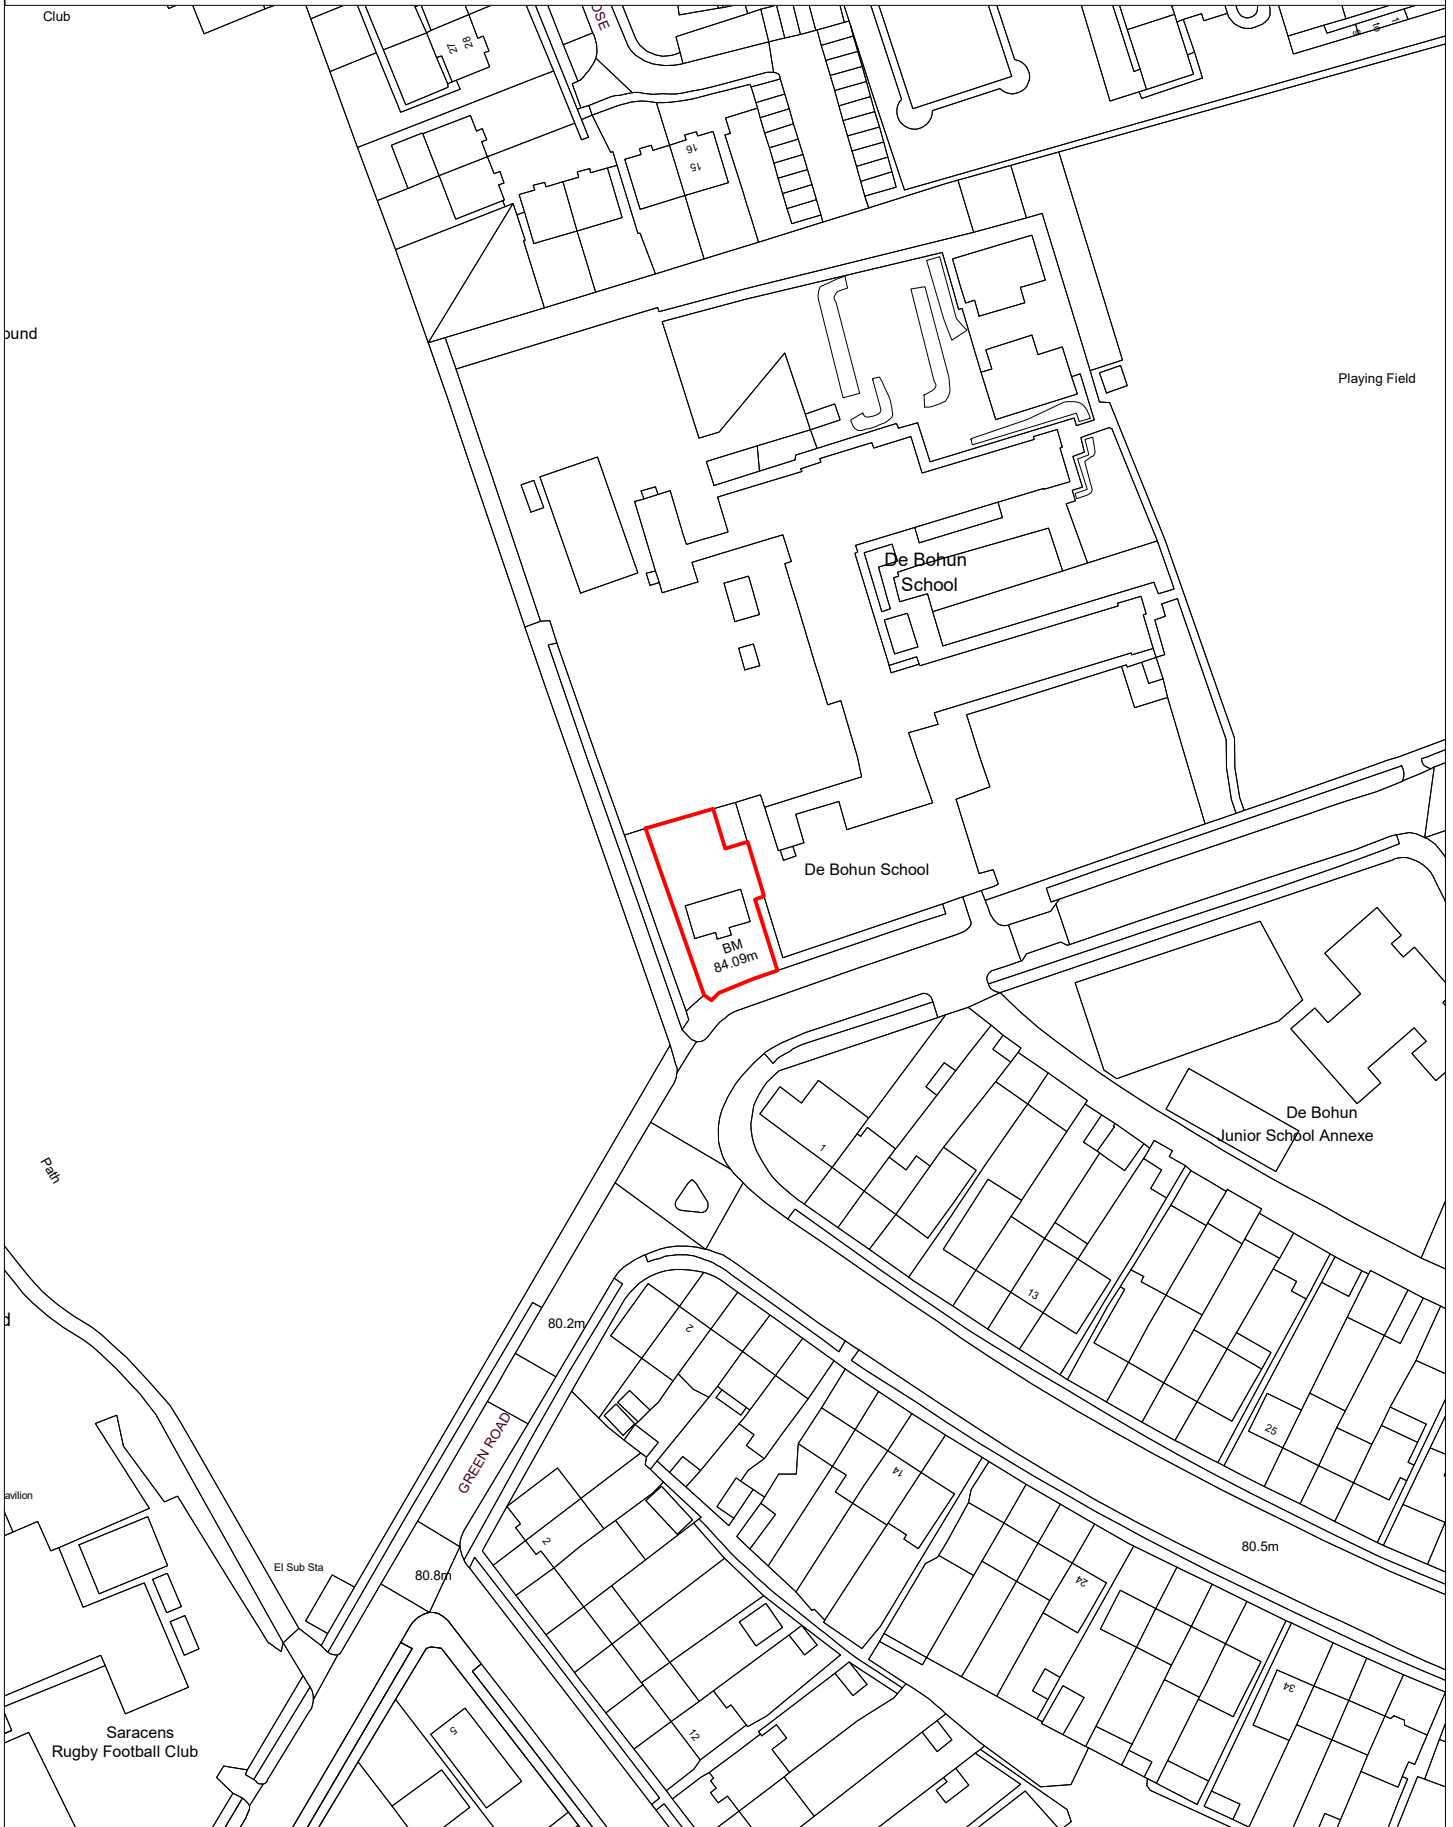 Club
27
28
16
15
Playing Field
De Bohun
School
De Bohun School
BM
84.09m
De Bohun
Junior School Annexe
Path
1
13
80.2m
2
GREEN ROAD
25
14
2
El Sub Sta
80.8m
80.5m
24
34
5
12
Saracens
Rugby Football Club